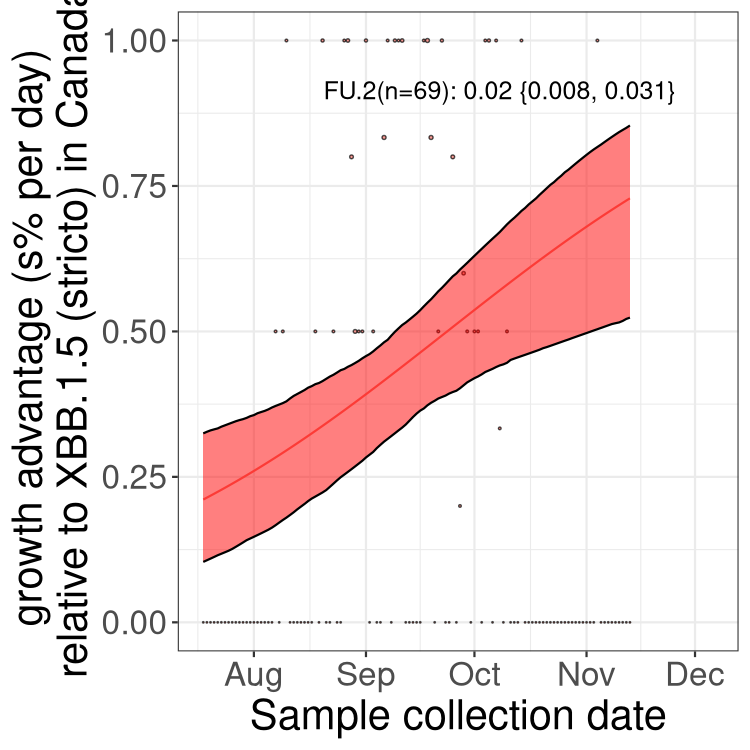 growth advantage (s% per day)
relative to XBB.1.5 (stricto) in Canada
1.00
0.75
0.50
0.25
0.00
FU.2(n=69): 0.02 {0.008, 0.031}
Aug Sep Oct Nov Dec
Sample collection date